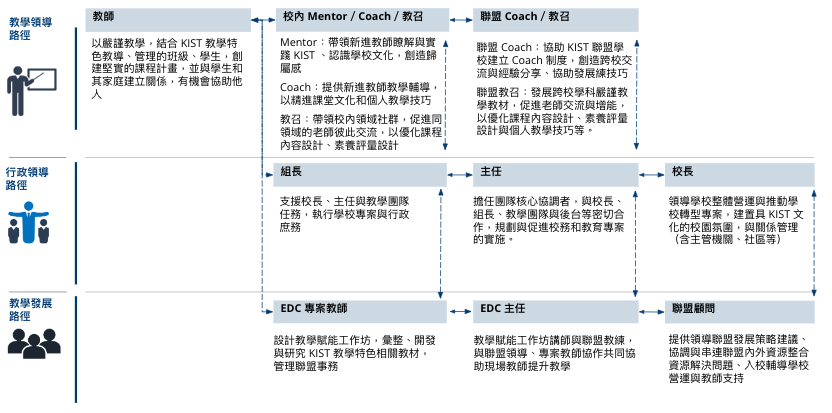 教學領導
路徑
教師
以嚴謹教學，結合 KIST 教學特
色教導、管理的班級、學生，創
建堅實的課程計畫，並與學生和
其家庭建立關係，有機會協助他
人
校內 Mentor / Coach / 教召
Mentor：帶領新進教師瞭解與實
踐 KIST 、認識學校文化，創造歸
屬感
Coach：提供新進教師教學輔導，
以精進課堂文化和個人教學技巧
教召：帶領校內領域社群，促進同
領域的老師彼此交流，以優化課程
內容設計、素養評量設計
聯盟 Coach / 教召
聯盟 Coach：協助 KIST 聯盟學
校建立 Coach 制度，創造跨校交
流與經驗分享、協助發展練技巧
聯盟教召：發展跨校學科嚴謹教
學教材，促進老師交流與增能，
以優化課程內容設計、素養評量
設計與個人教學技巧等。
行政領導
路徑
組長
支援校長、主任與教學團隊
任務，執行學校專案與行政
庶務
主任
擔任團隊核心協調者，與校長、
組長、教學團隊與後台等密切合
作，規劃與促進校務和教育專案
的實施。
校長
領導學校整體營運與推動學
校轉型專案，建置具 KIST 文
化的校園氛圍，與關係管理
（含主管機關、社區等）
教學發展
路徑
EDC 專案教師
設計教學賦能工作坊，彙整、開發
與研究 KIST 教學特色相關教材，
管理聯盟事務
EDC 主任
教學賦能工作坊講師與聯盟教練，
與聯盟領導、專案教師協作共同協
助現場教師提升教學
聯盟顧問
提供領導聯盟發展策略建議、
協調與串連聯盟內外資源整合
資源解決問題、入校輔導學校
營運與教師支持